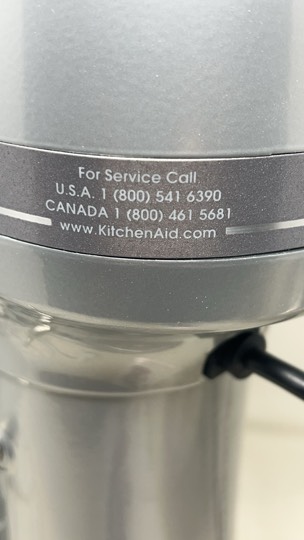 For Service Call
U.S.A. 1 (800) 541 6390
CANADA 1 (800) 461 5681
www.KitchenAid.com